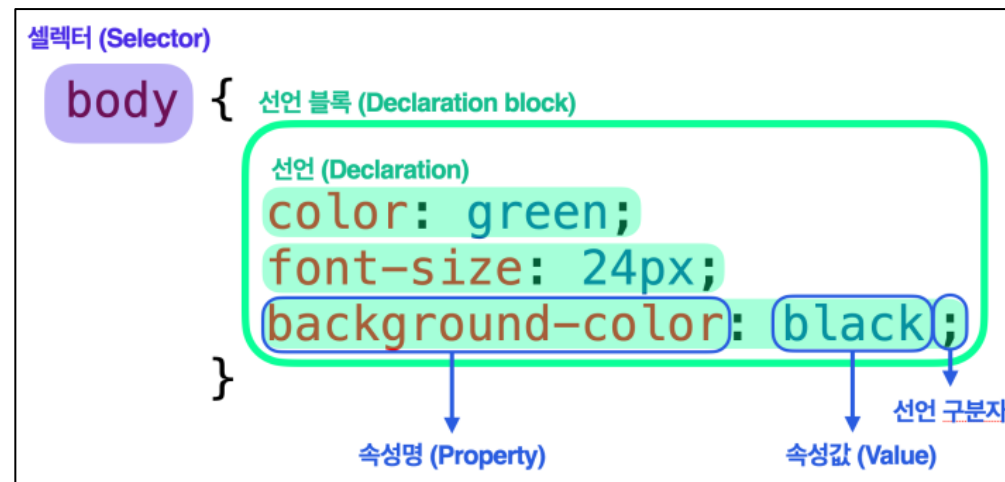 셀렉터 (Selector)
body { 선언 블록 (Declaration block)
선언 (Declaration)
color: green;
font-size: 24px;
background-color: black;
}
선언 구분자
속성명 (Property) 속성값 (Value)